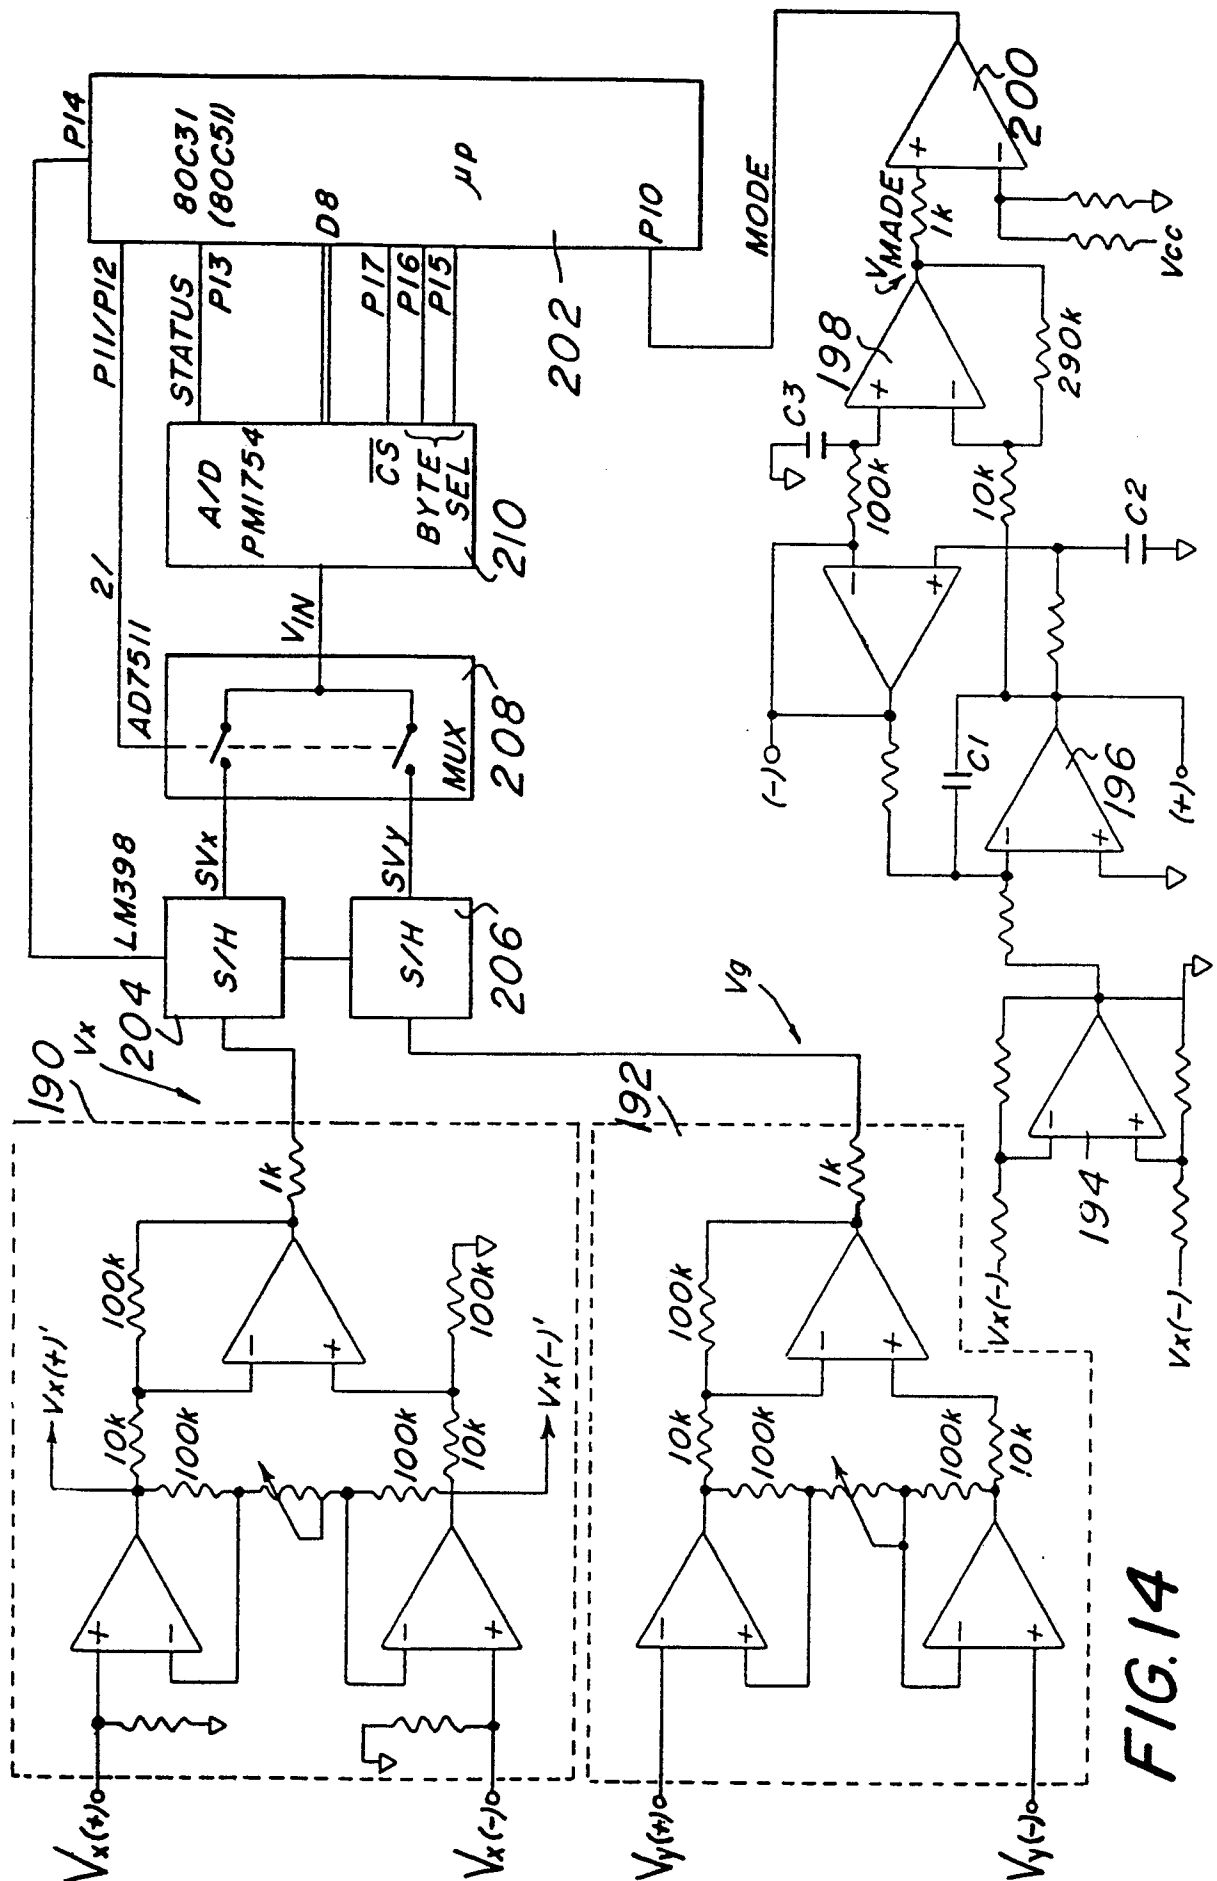 P14
80C31
(80C51)
µP
D8
P10
P11/P12
STATUS
P13
P17
P16
P15
202
MODE
A/D
PM1754
CS
BYTE
SEL
210
2/
AD7511
VIN
MUX
208
LM398
SVx
SVy
S/H
204
S/H
206
190
Vx
Vg
192
1k
100k
100k
Vx(+)'
10k
100k
100k
10k
Vx(-)'
+
-
-
+
-
+
Vx(+)
Vx(-)
1k
100k
10k
100k
100k
10k
-
+
-
+
-
+
Vy(+)
Vy(-)
200
+
-
VMADE
1k
Vcc
198
+
-
290k
C3
100k
10k
C2
-
+
(-)
C1
196
-
+
(+)
194
-
+
Vx(-)
Vx(-)
FIG. 14